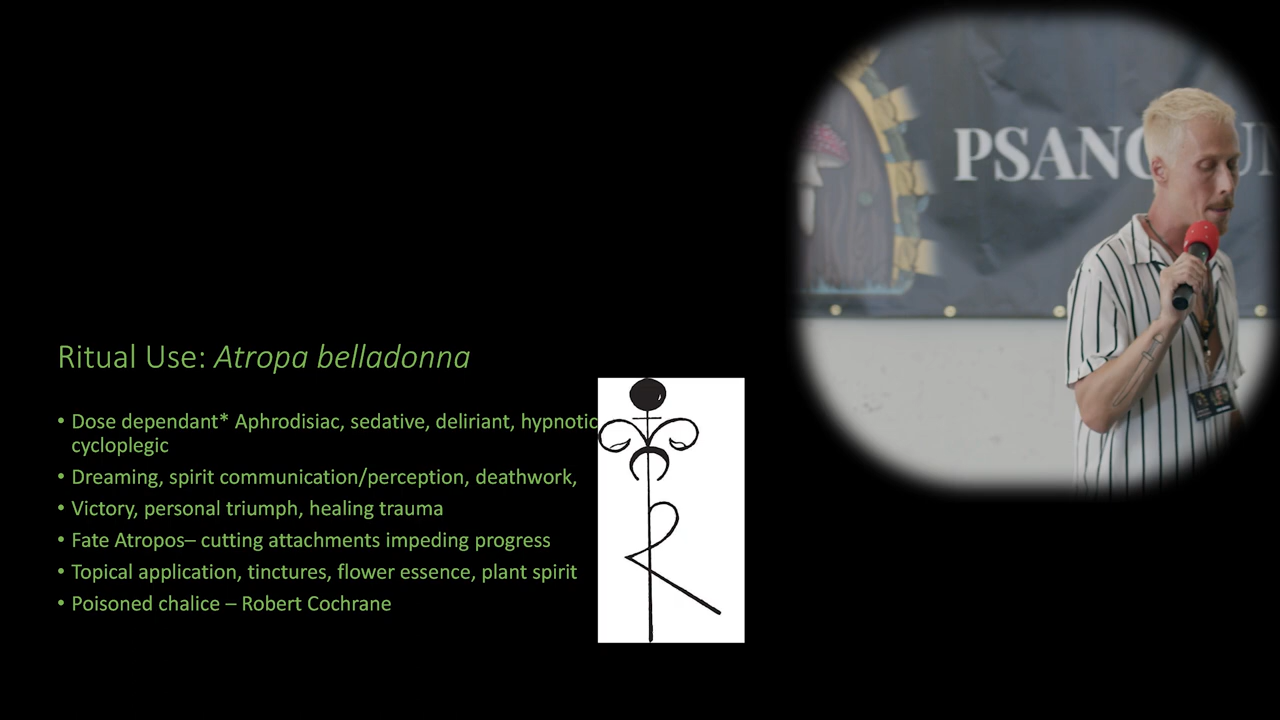 PSANC
Ritual Use: Atropa belladonna
• Dose dependant* Aphrodisiac, sedative, deliriant, hypnotic
cycloplegic
• Dreaming, spirit communication/perception, deathwork,
• Victory, personal triumph, healing trauma
• Fate Atropos– cutting attachments impeding progress
• Topical application, tinctures, flower essence, plant spirit
• Poisoned chalice – Robert Cochrane